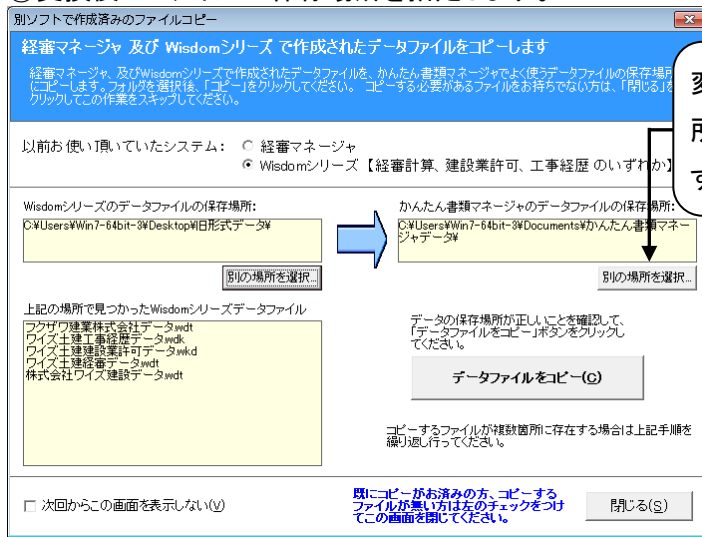 別ソフトで作成済みのファイルコピー
経審マネージャ 及び Wisdomシリーズ で作成されたデータファイルをコピーします
経審マネージャ、及びWisdomシリーズで作成されたデータファイルを、かんたん書類マネージャでよく使うデータファイルの保存場所
にコピーします。フォルダを選択後、「コピー」をクリックしてください。 コピーする必要があるファイルをお持ちでない方は、「閉じる」を
クリックしてこの作業をスキップしてください。
変
所
す
以前お使い頂いていたシステム：
経審マネージャ
Wisdomシリーズ 【経審計算、建設業許可、工事経歴 のいずれか】
Wisdomシリーズのデータファイルの保存場所:
C:¥Users¥Win7-64bit-3¥Desktop¥旧形式データ¥
別の場所を選択...
かんたん書類マネージャのデータファイルの保存場所:
C:¥Users¥Win7-64bit-3¥Documents¥かんたん書類マネー
ジャデータ¥
別の場所を選択...
上記の場所で見つかったWisdomシリーズデータファイル
フクザワ建業株式会社データ.wdt
ワイズ土建工事経歴データ.wdk
ワイズ土建建設業許可データ.wkd
ワイズ土建経審データ.wdt
株式会社ワイズ建設データ.wdt
データの保存場所が正しいことを確認して、
「データファイルをコピー」ボタンをクリックし
てください。
データファイルをコピー(C)
コピーするファイルが複数箇所に存在する場合は上記手順を
繰り返し行ってください。
次回からこの画面を表示しない(V)
既にコピーがお済みの方、コピーする
ファイルが無い方は左のチェックをつけ
てこの画面を閉じてください。
閉じる(S)